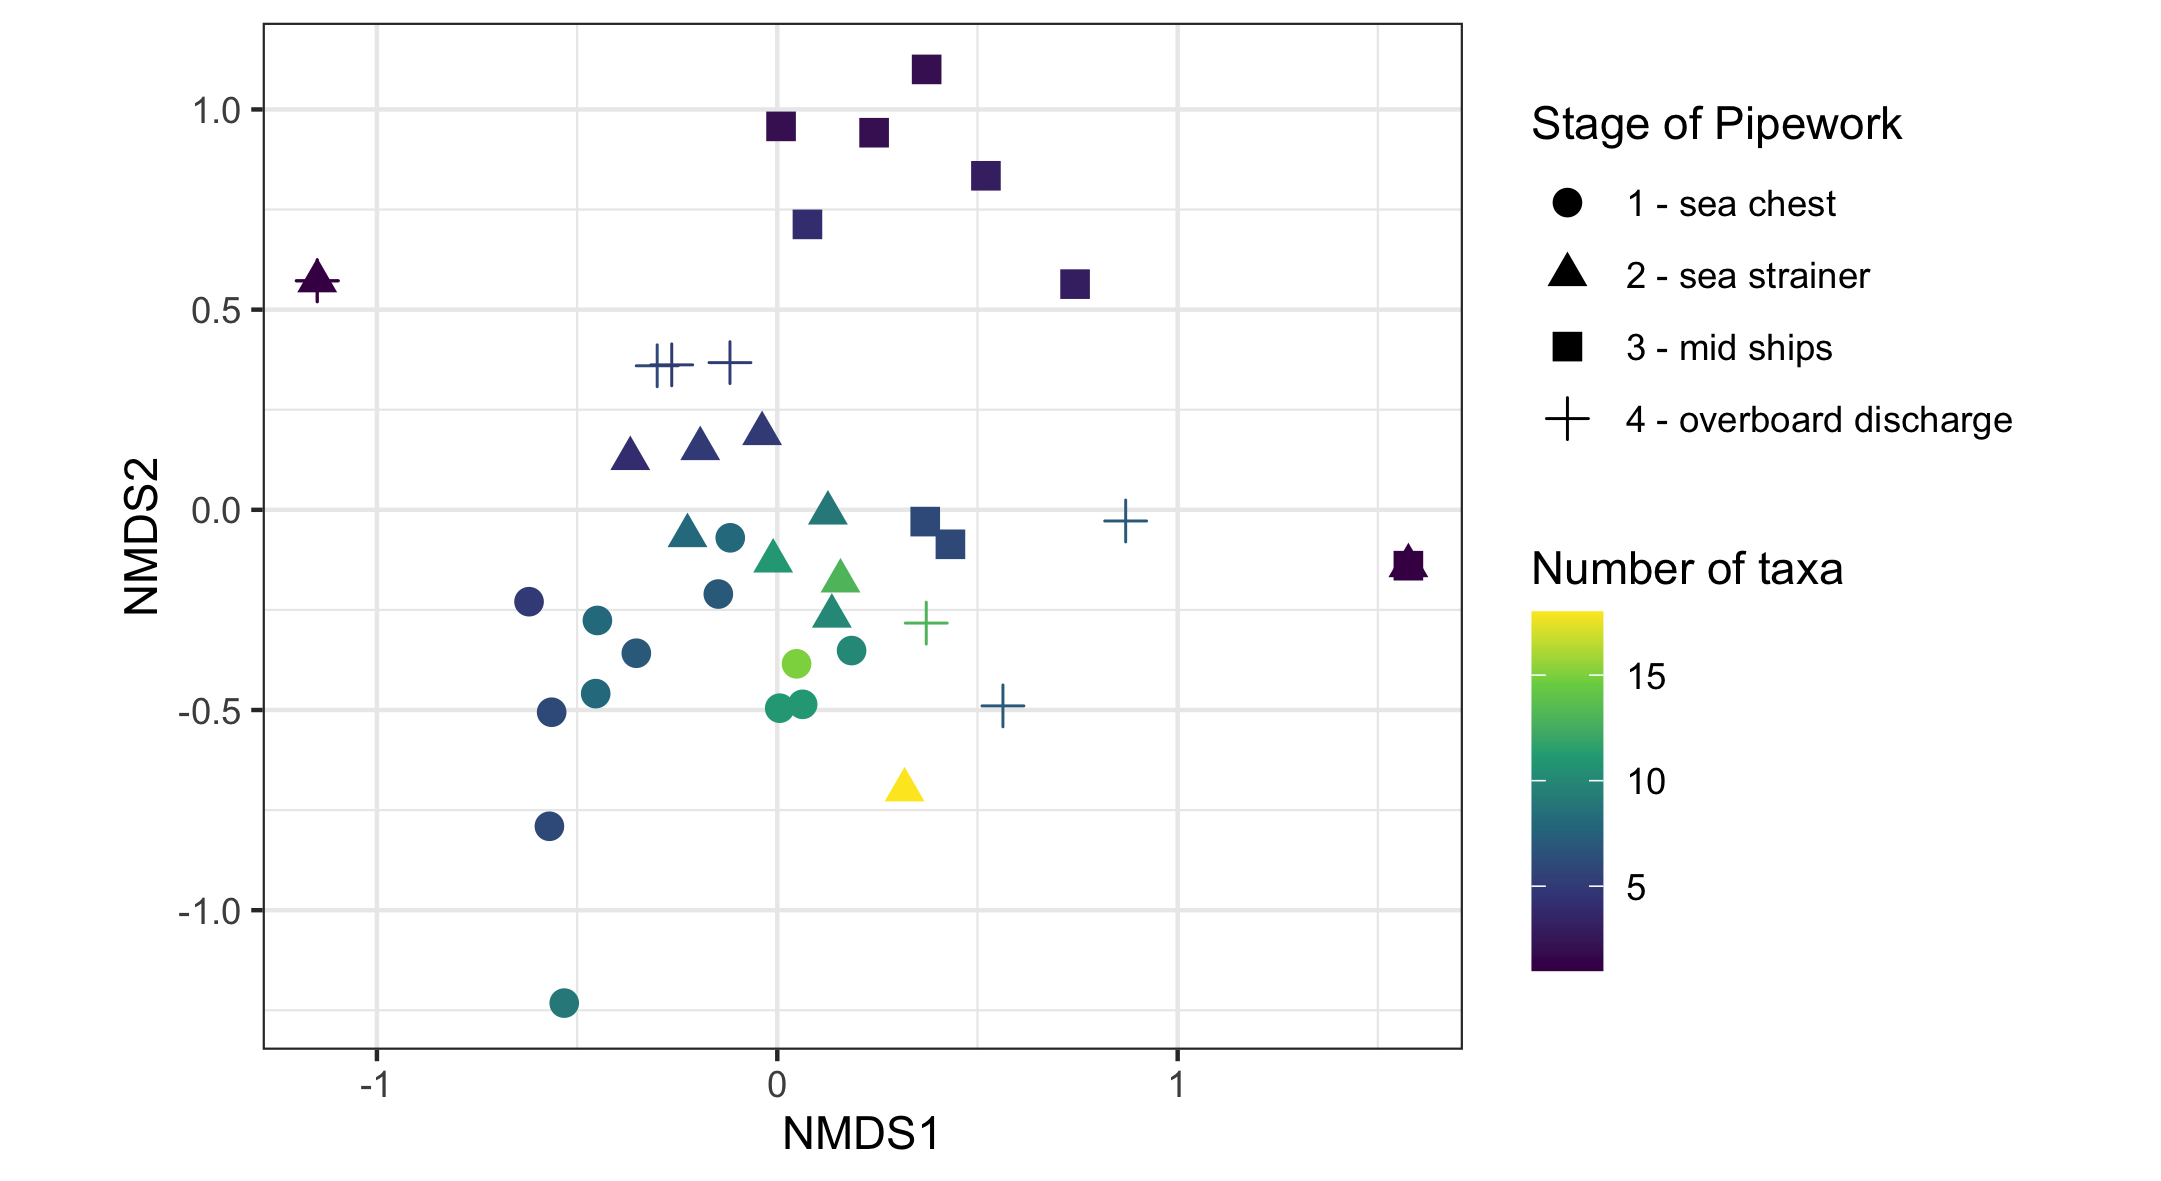 1.0
0.5
0.0
-0.5
-1.0
NMDS2
-1
0
1
NMDS1
Stage of Pipework
1 - sea chest
2 - sea strainer
3 - mid ships
4 - overboard discharge
Number of taxa
15
10
5